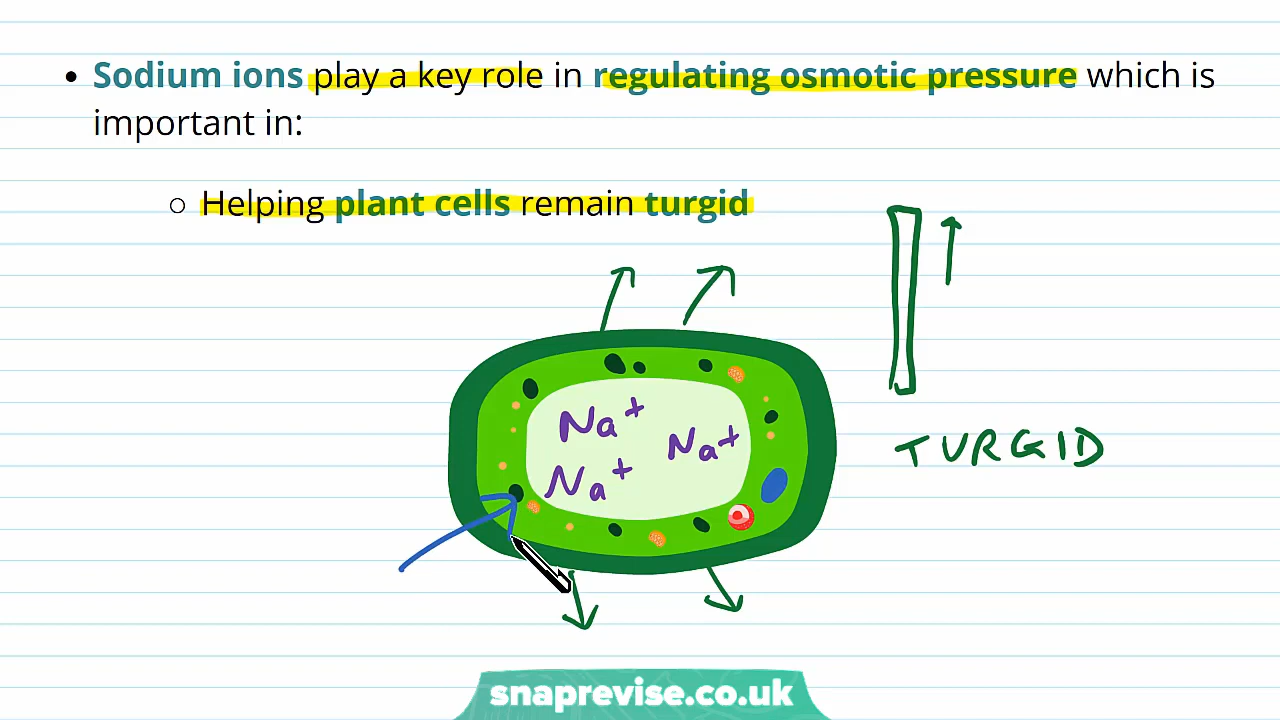 • Sodium ions play a key role in regulating osmotic pressure which is
important in:
○ Helping plant cells remain turgid
Na+
Na+
Na+
TURGID
snaprevise.co.uk